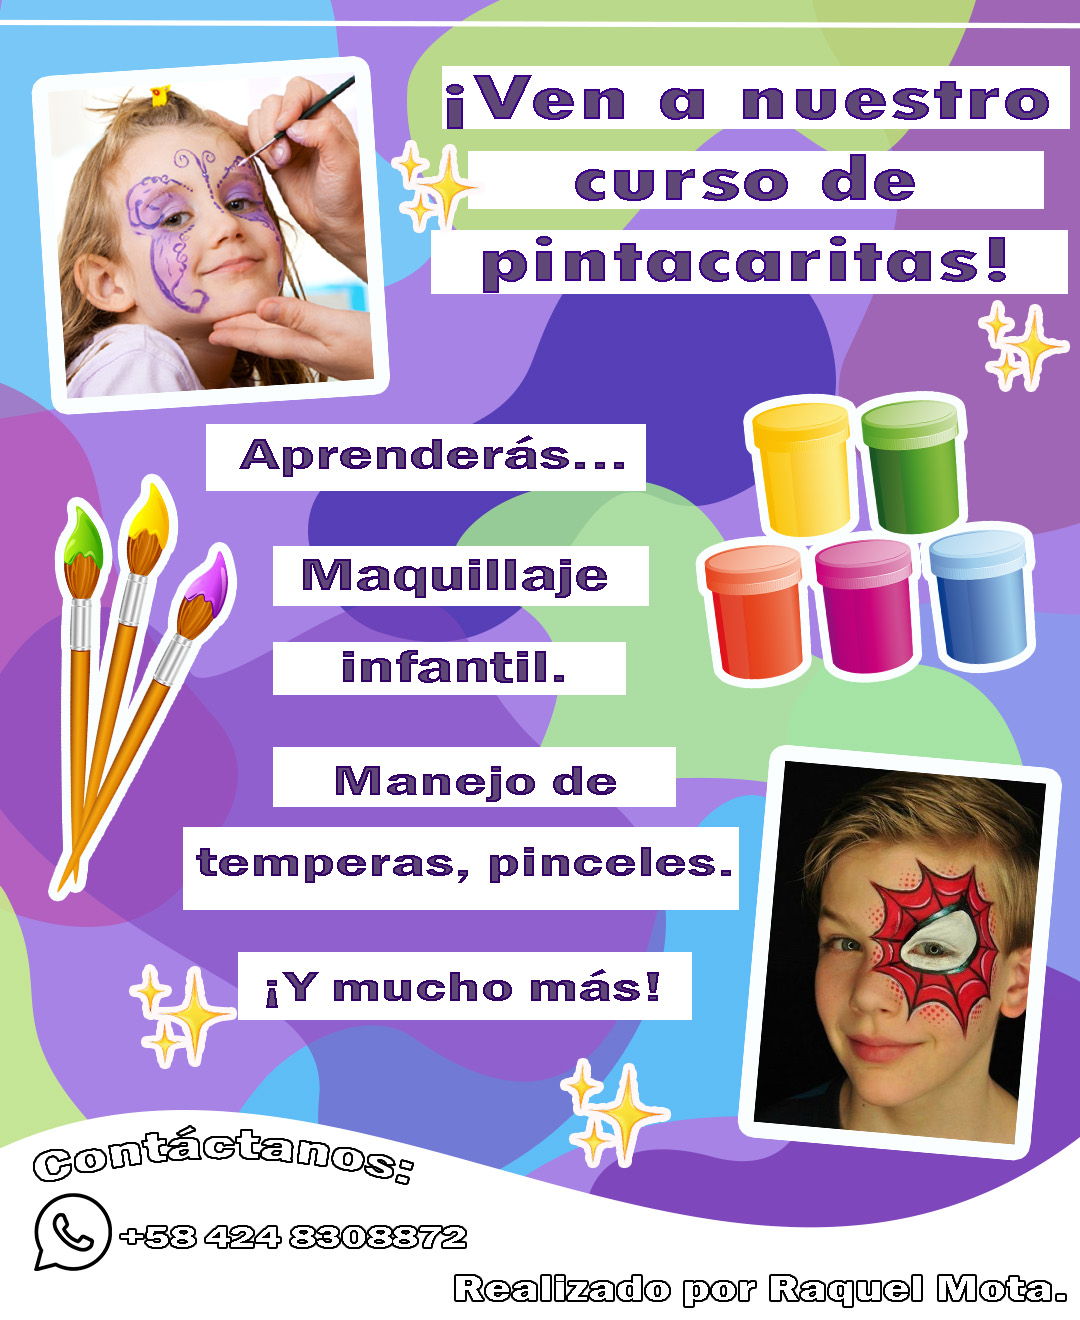 ¡Ven a nuestro
curso de
pintacaritas!
Aprenderás...
Maquillaje
infantil.
Manejo de
temperas, pinceles.
¡Y mucho más!
Contáctanos:
+58 424 8308872
Realizado por Raquel Mota.